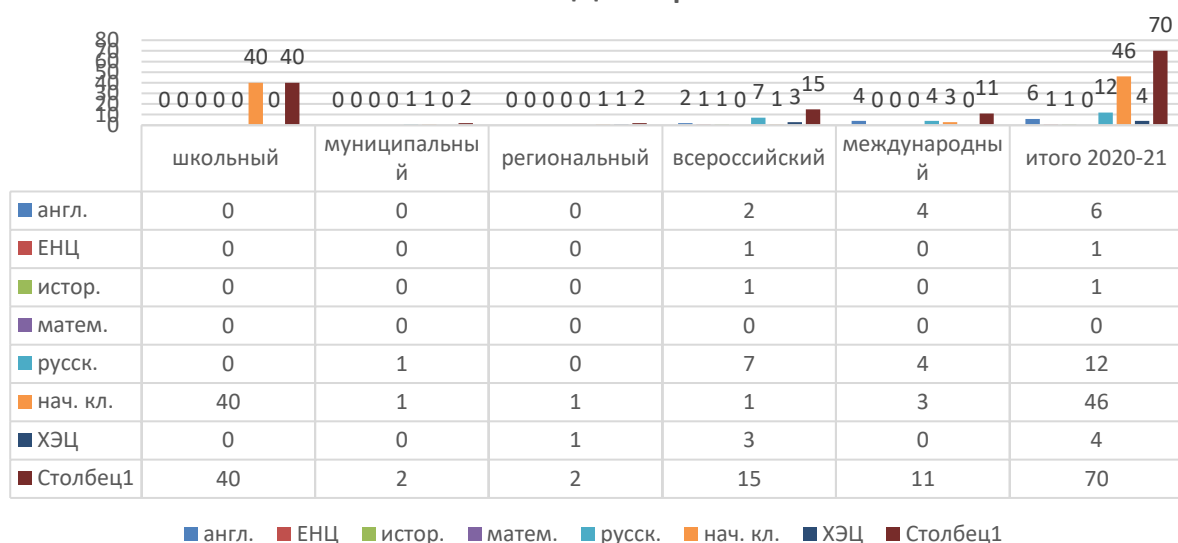 80
70
60
50
40
30
20
10
0
0 0 0 0 0 40 0 40
0 0 0 0 1 1 0 2
0 0 0 0 0 1 1 2
2 1 1 0 7 1 3 15
4 0 0 0 4 3 0 11
6 1 1 0 12 46 4 70
школьный муниципальны региональный всероссийский международны итого 2020-21
й й
англ. 0 0 0 2 4 6
ЕНЦ 0 0 0 1 0 1
истор. 0 0 0 1 0 1
матем. 0 0 0 0 0 0
русск. 0 1 0 7 4 12
нач. кл. 40 1 1 1 3 46
ХЭЦ 0 0 1 3 0 4
Столбец1 40 2 2 15 11 70
англ. ЕНЦ истор. матем. русск. нач. кл. ХЭЦ Столбец1